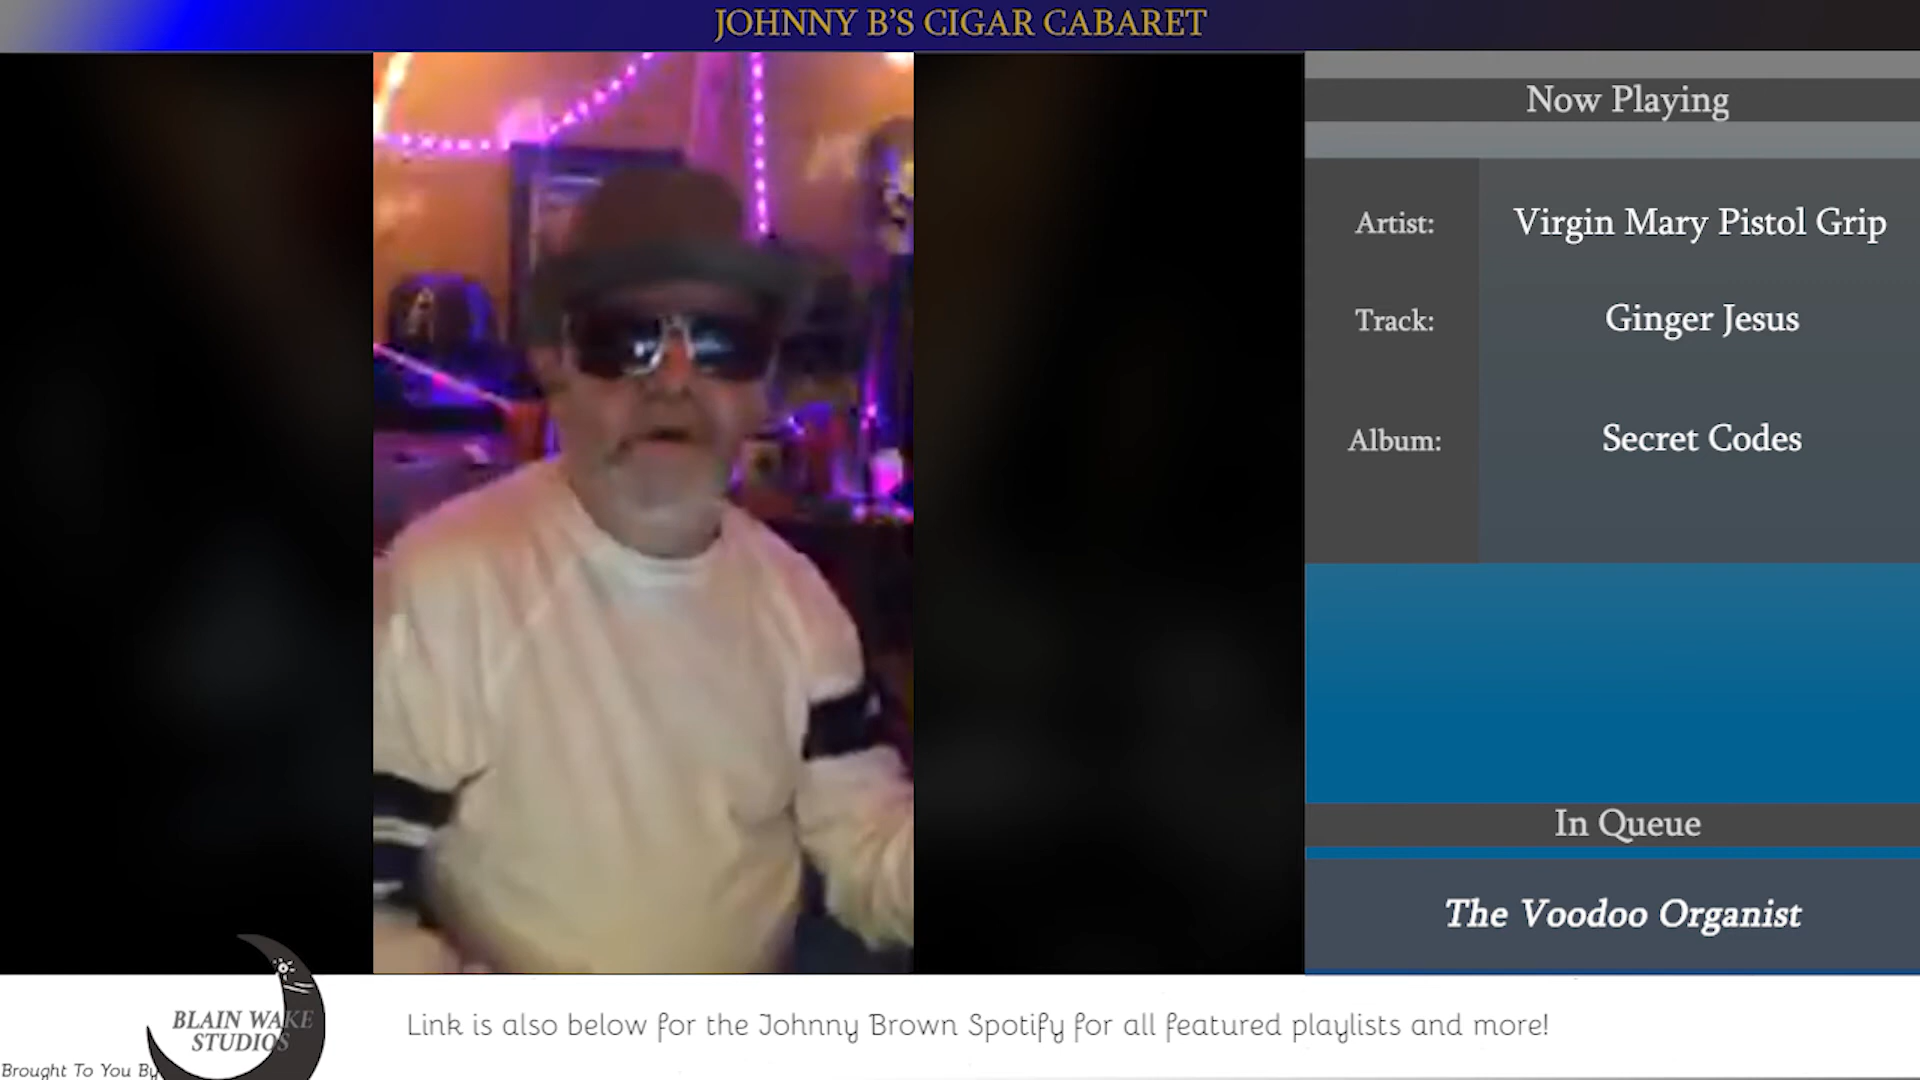 JOHNNY B'S CIGAR CABARET
Now Playing
Artist: Virgin Mary Pistol Grip
Track: Ginger Jesus
Album: Secret Codes
In Queue
The Voodoo Organist
BLAIN WAKE
STUDIOS
Link is also below for the Johnny Brown Spotify for all featured playlists and more!
Brought To You By